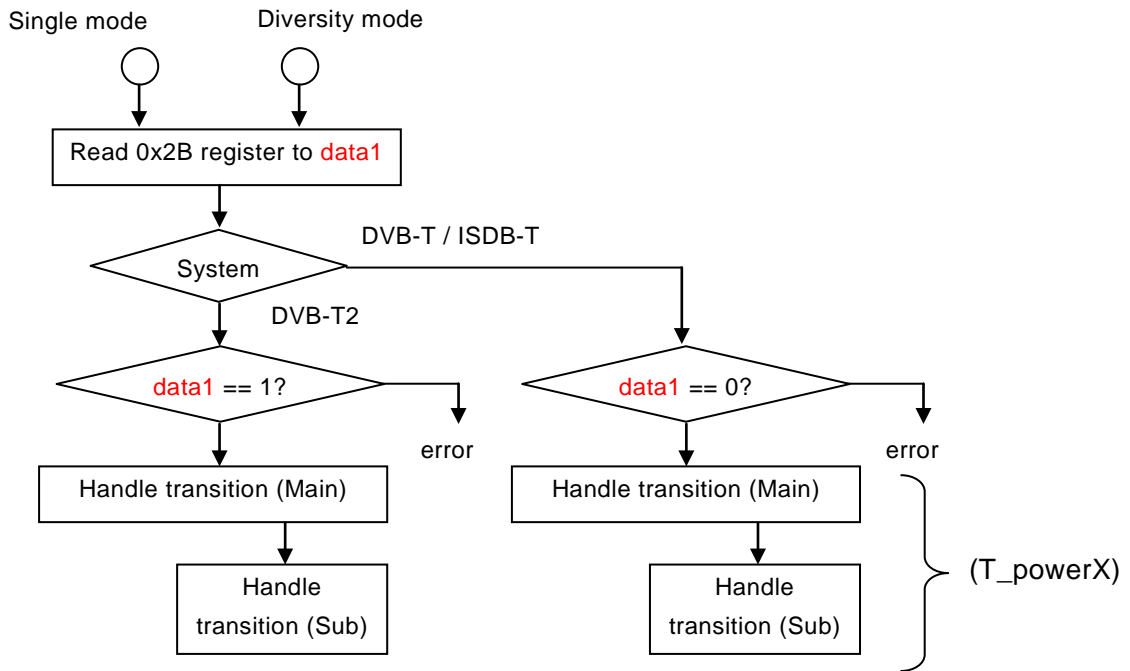 Single mode
Diversity mode
Read 0x2B register to data1
DVB-T / ISDB-T
System
DVB-T2
data1 == 1?
data1 == 0?
error
error
Handle transition (Main)
Handle transition (Main)
(T_powerX)
Handle
transition (Sub)
Handle
transition (Sub)